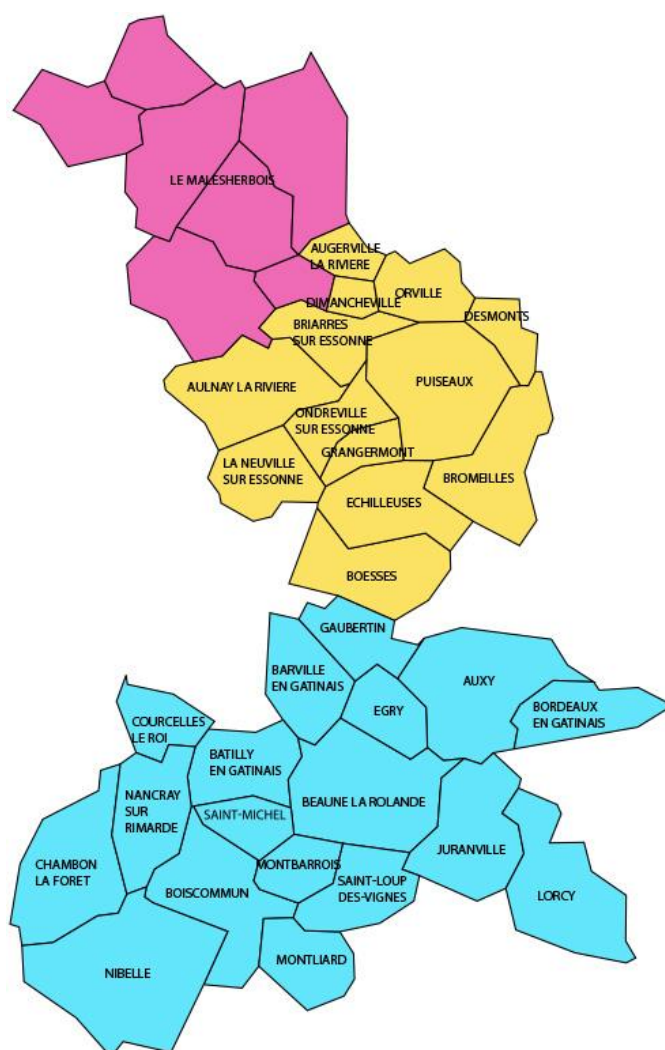 LE MALESHERBOIS
AUGERVILLE
LA RIVIERE
DIMANCHEVILLE
ORVILLE
DESMONTS
BRIARRES
SUR ESSONNE
AULNAY LA RIVIERE
PUISEAUX
ONDREVILLE
SUR ESSONNE
GRANGERMONT
LA NEUVILLE
SUR ESSONNE
BROMEILLES
ECHILLEUSES
BOESSES
GAUBERTIN
BARVILLE
EN GATINAIS
AUXY
EGRY
BORDEAUX
EN GATINAIS
COURCELLES
LE ROI
BATILLY
EN GATINAIS
NANCRAY
SUR
RIMARDE
BEAUNE LA ROLANDE
SAINT-MICHEL
CHAMBON
LA FORET
MONTBARROIS
JURANVILLE
BOISCOMMUN
SAINT-LOUP
DES-VIGNES
LORCY
NIBELLE
MONTLIARD